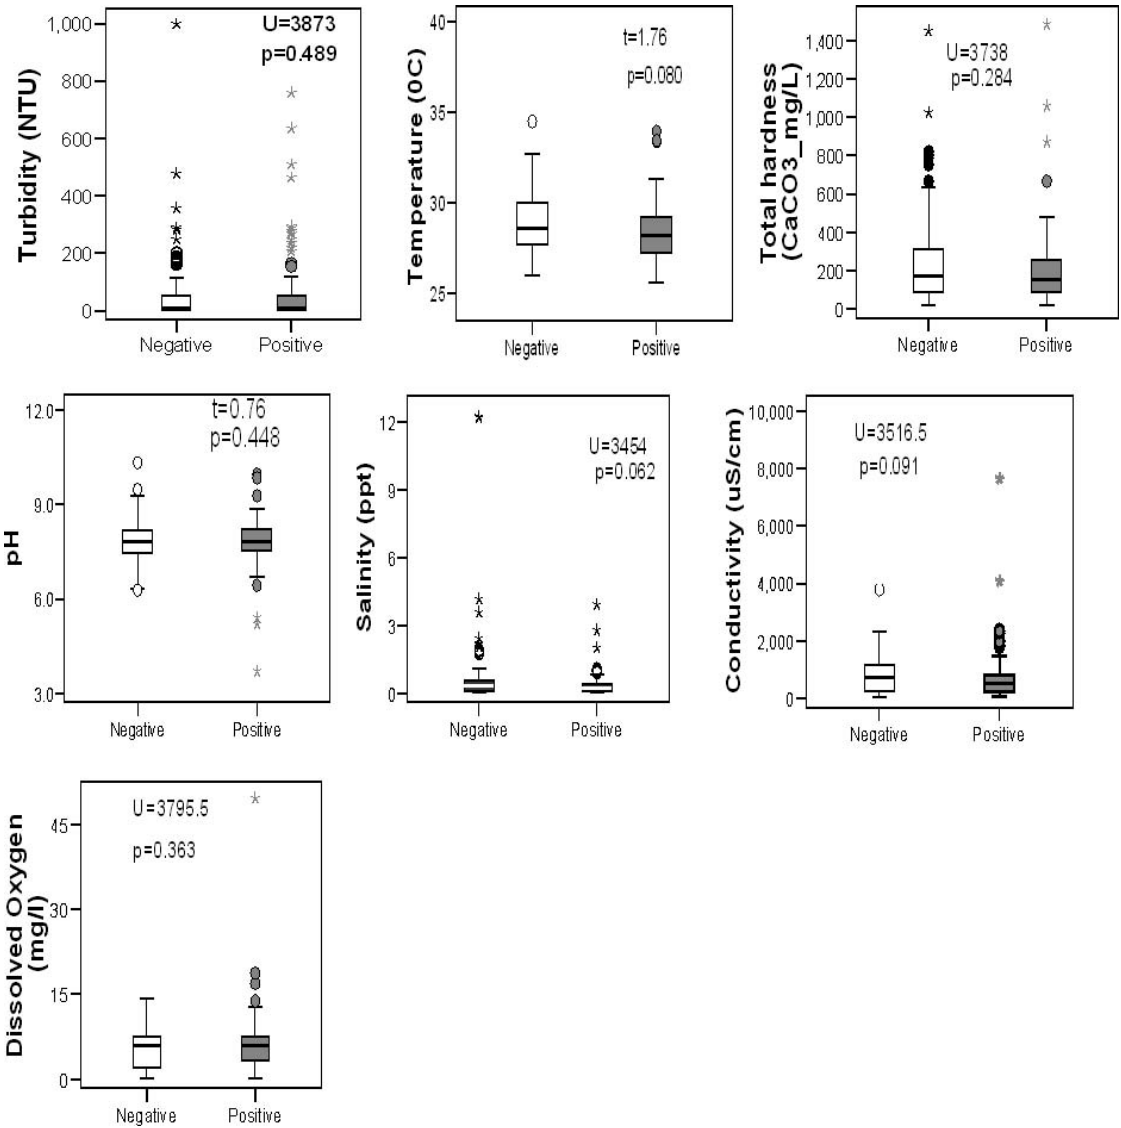 Turbidity (NTU)
1,000
800
600
400
200
0
U=3873
p=0.489
Negative
Positive
Temperature (0C)
40
35
30
25
t=1.76
p=0.080
Negative
Positive
Total hardness
(CaCO3_mg/L)
1,400
1,200
1,000
800
600
400
200
0
U=3738
p=0.284
Negative
Positive
pH
12.0
9.0
6.0
3.0
t=0.76
p=0.448
Negative
Positive
Salinity (ppt)
12
9
6
3
0
U=3454
p=0.062
Negative
Positive
Conductivity (uS/cm)
10,000
8,000
6,000
4,000
2,000
0
U=3516.5
p=0.091
Negative
Positive
Dissolved Oxygen
(mg/l)
45
30
15
0
U=3795.5
p=0.363
Negative
Positive